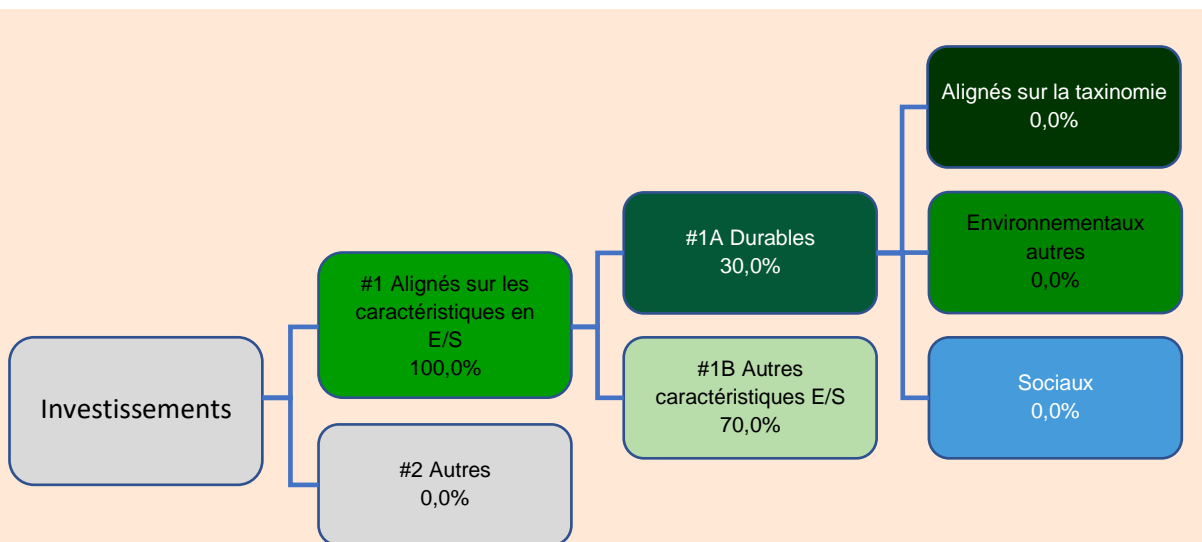 Investissements
#1 Alignés sur les
caractéristiques en
E/S
100,0%
#2 Autres
0,0%
#1A Durables
30,0%
#1B Autres
caractéristiques E/S
70,0%
Alignés sur la taxinomie
0,0%
Environnementaux
autres
0,0%
Sociaux
0,0%